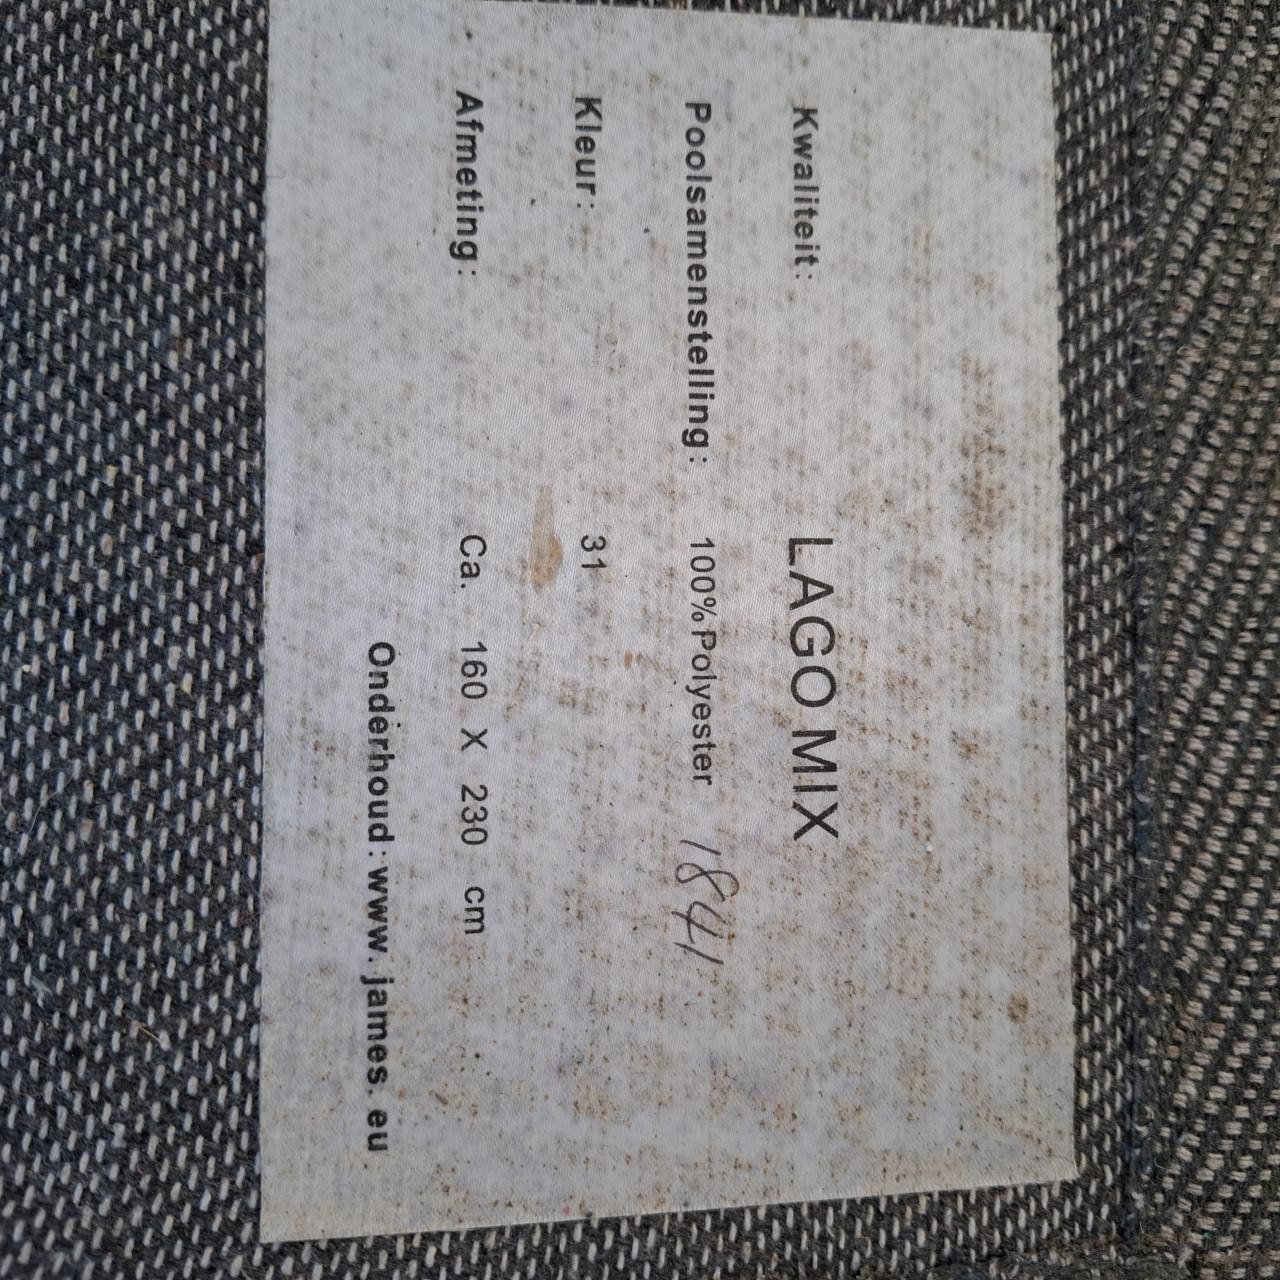 Kwaliteit: LAGO MIX
Poolsamenstelling: 100% Polyester 1841
Kleur: 31
Afmeting: Ca. 160 X 230 cm
Onderhoud: www.james.eu